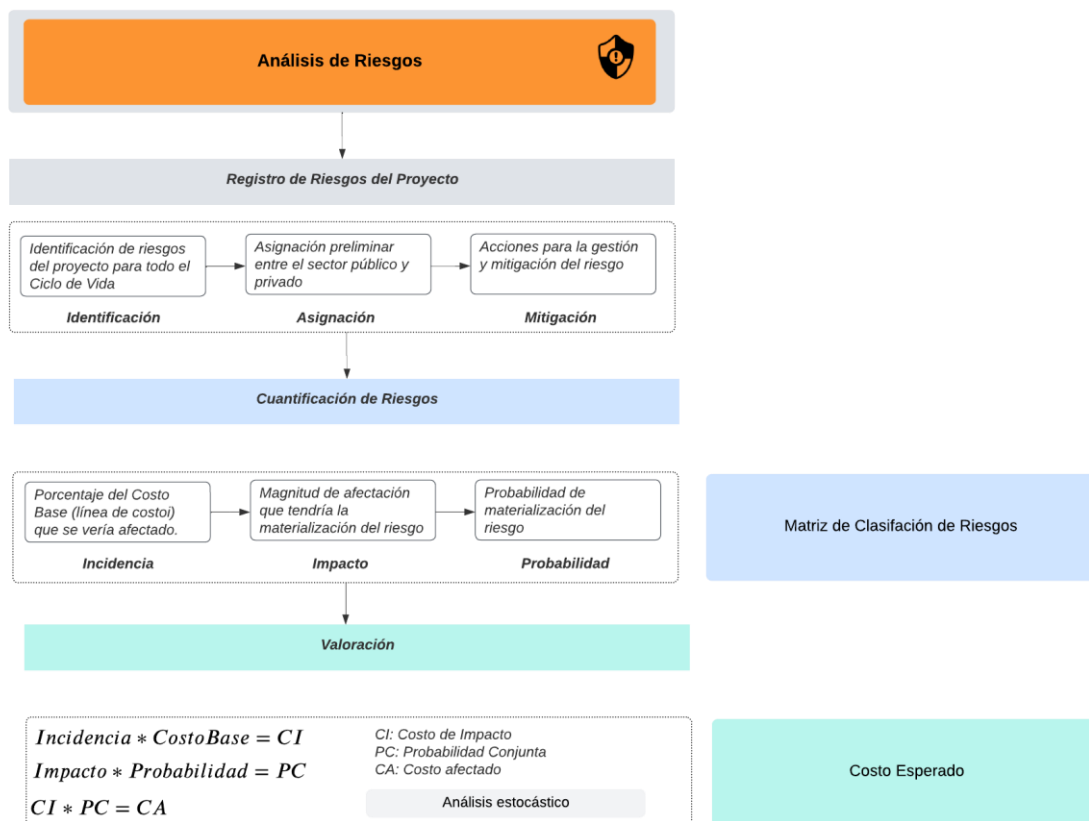 Análisis de Riesgos
Registro de Riesgos del Proyecto
Identificación de riesgos
del proyecto para todo el
Ciclo de Vida
Identificación
Asignación preliminar
entre el sector público y
privado
Asignación
Acciones para la gestión
y mitigación del riesgo
Mitigación
Cuantificación de Riesgos
Porcentaje del Costo
Base (línea de costoi)
que se vería afectado.
Incidencia
Magnitud de afectación
que tendría la
materialización del riesgo
Impacto
Probabilidad de
materialización del
riesgo
Probabilidad
Matriz de Clasifación de Riesgos
Valoración
Incidencia * CostoBase = CI
Impacto * Probabilidad = PC
CI * PC = CA
CI: Costo de Impacto
PC: Probabilidad Conjunta
CA: Costo afectado
Análisis estocástico
Costo Esperado